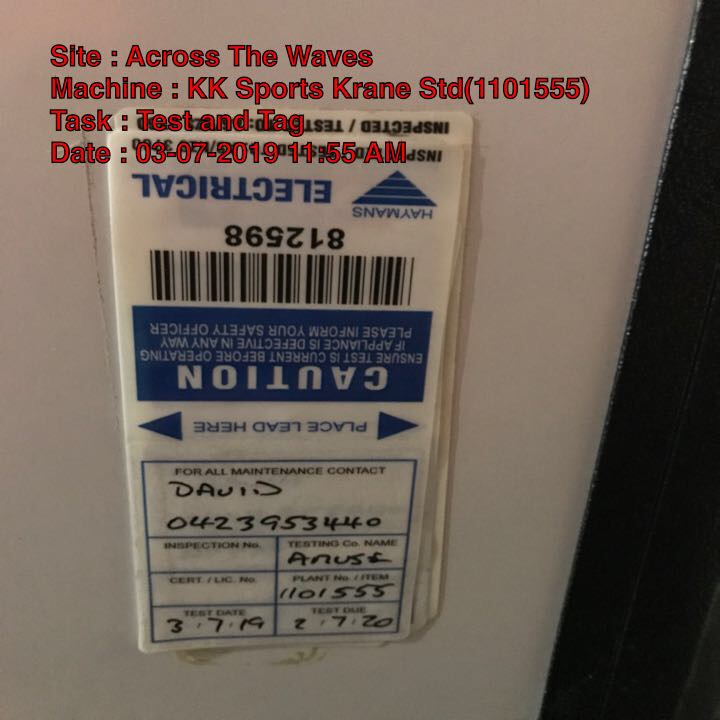 Site : Across The Waves
Machine : KK Sports Krane Std(1101555)
Task : Test and Tag
Date : 03-07-2019 11:55 AM
INSPECTED / TEST
INSP
HAYMANS
ELECTRICAL
812598
CAUTION
ENSURE TEST IS CURRENT BEFORE OPERATING
IF APPLIANCE IS DEFECTIVE IN ANY WAY
PLEASE INFORM YOUR SAFETY OFFICER
PLACE LEAD HERE
FOR ALL MAINTENANCE CONTACT
DAVID
0423953440
INSPECTION No. TESTING Co. NAME
AMUSE
CERT. / LIC. No. PLANT No. / ITEM
1101555
TEST DATE TEST DUE
3.7.19 2.7.20